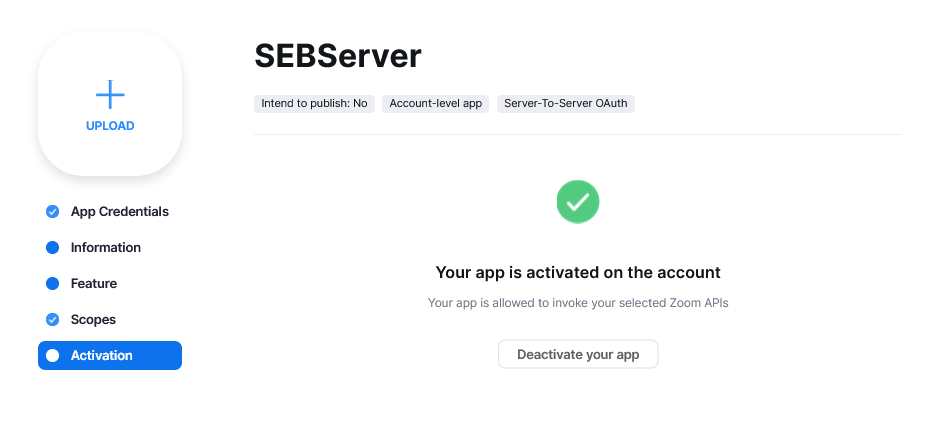 UPLOAD
App Credentials
Information
Feature
Scopes
Activation
SEBServer
Intend to publish: No Account-level app Server-To-Server OAuth
Your app is activated on the account
Your app is allowed to invoke your selected Zoom APIs
Deactivate your app